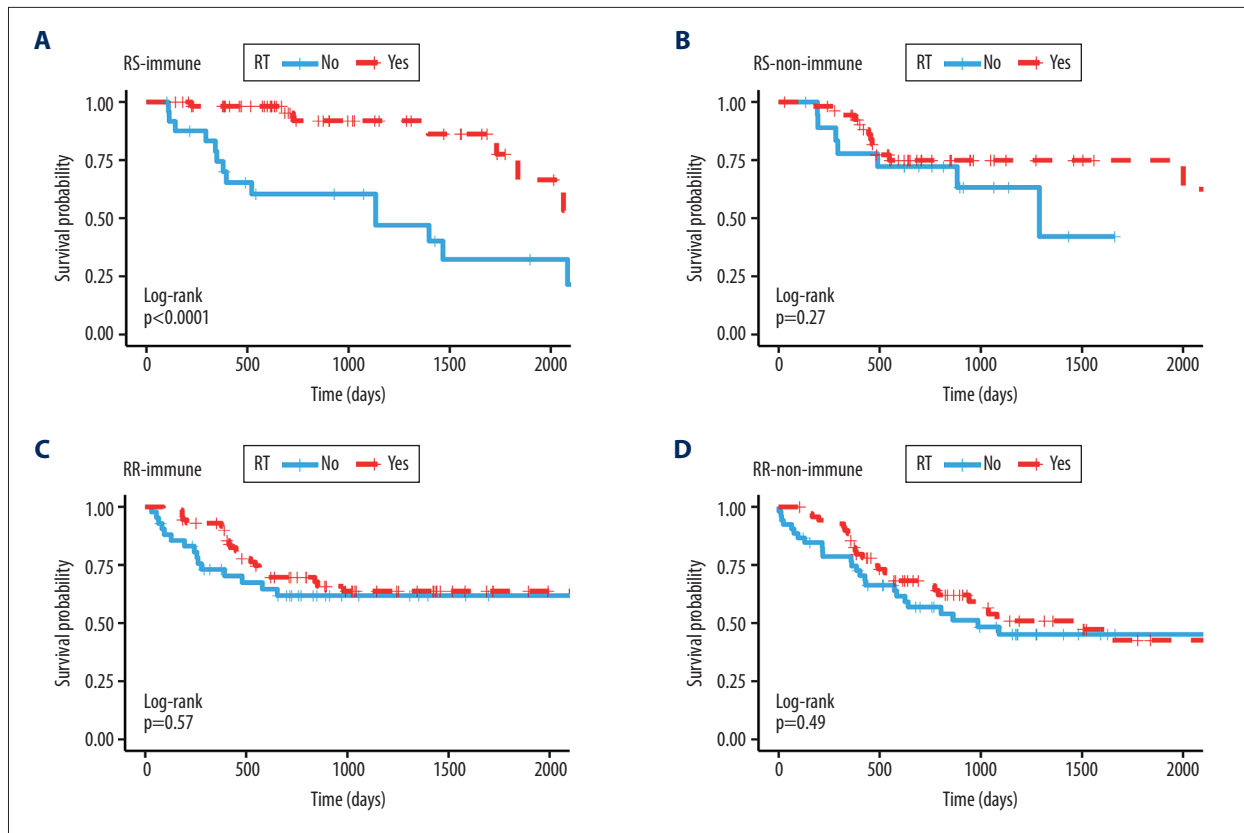 A
RS-immune
RT No Yes
Survival probability
1.00
0.75
0.50
0.25
0.00
Log-rank
p<0.0001
0 500 1000 1500 2000
Time (days)
B
RS-non-immune
RT No Yes
Survival probability
1.00
0.75
0.50
0.25
0.00
Log-rank
p=0.27
0 500 1000 1500 2000
Time (days)
C
RR-immune
RT No Yes
Survival probability
1.00
0.75
0.50
0.25
0.00
Log-rank
p=0.57
0 500 1000 1500 2000
Time (days)
D
RR-non-immune
RT No Yes
Survival probability
1.00
0.75
0.50
0.25
0.00
Log-rank
p=0.49
0 500 1000 1500 2000
Time (days)